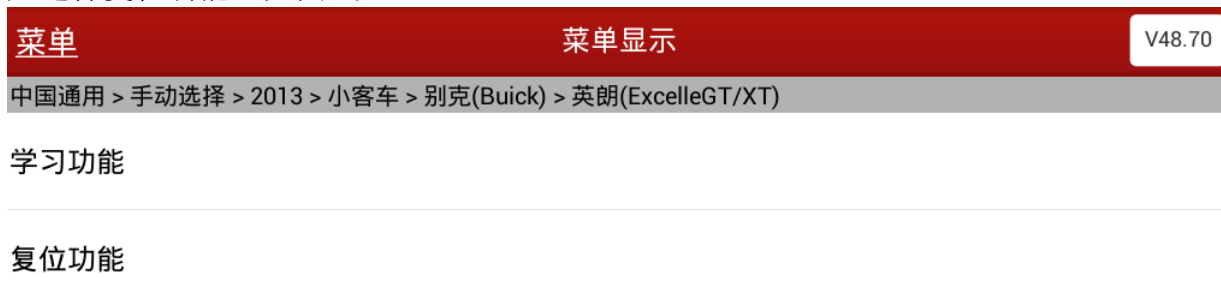 菜单 菜单显示 V48.70
中国通用 > 手动选择 > 2013 > 小客车 > 别克(Buick) > 英朗(ExcelleGT/XT)
学习功能
复位功能